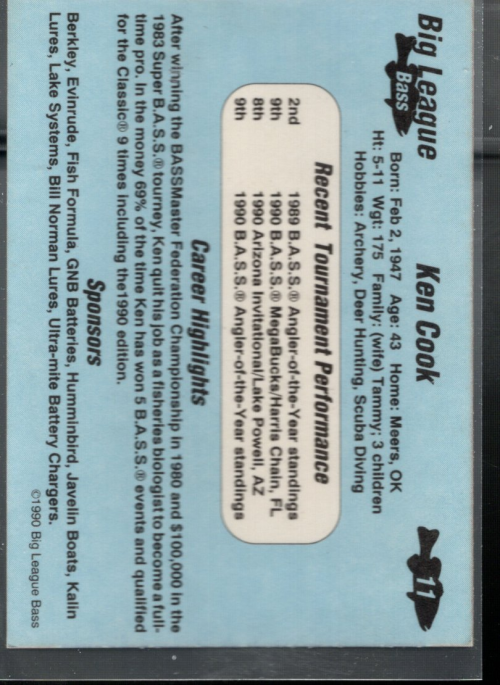 Big League
Bass
Ken Cook
11
Born: Feb 2, 1947 Age: 43 Home: Meers, OK
Ht: 5-11 Wgt: 175 Family: (wife) Tammy; 3 children
Hobbies: Archery, Deer Hunting, Scuba Diving
Recent Tournament Performance
2nd 1989 B.A.S.S.® Angler-of-the-Year standings
9th 1990 B.A.S.S.® MegaBucks/Harris Chain, FL
8th 1990 Arizona Invitational/Lake Powell, AZ
9th 1990 B.A.S.S.® Angler-of-the-Year standings
Career Highlights
After winning the BASSMaster Federation Championship in 1980 and $100,000 in the
1983 Super B.A.S.S.® tourney, Ken quit his job as a fisheries biologist to become a full-
time pro. In the money 69% of the time Ken has won 5 B.A.S.S.® events and qualified
for the Classic® 9 times including the1990 edition.
Sponsors
Berkley, Evinrude, Fish Formula, GNB Batteries, Humminbird, Javelin Boats, Kalin
Lures, Lake Systems, Bill Norman Lures, Ultra-mite Battery Chargers.
©1990 Big League Bass